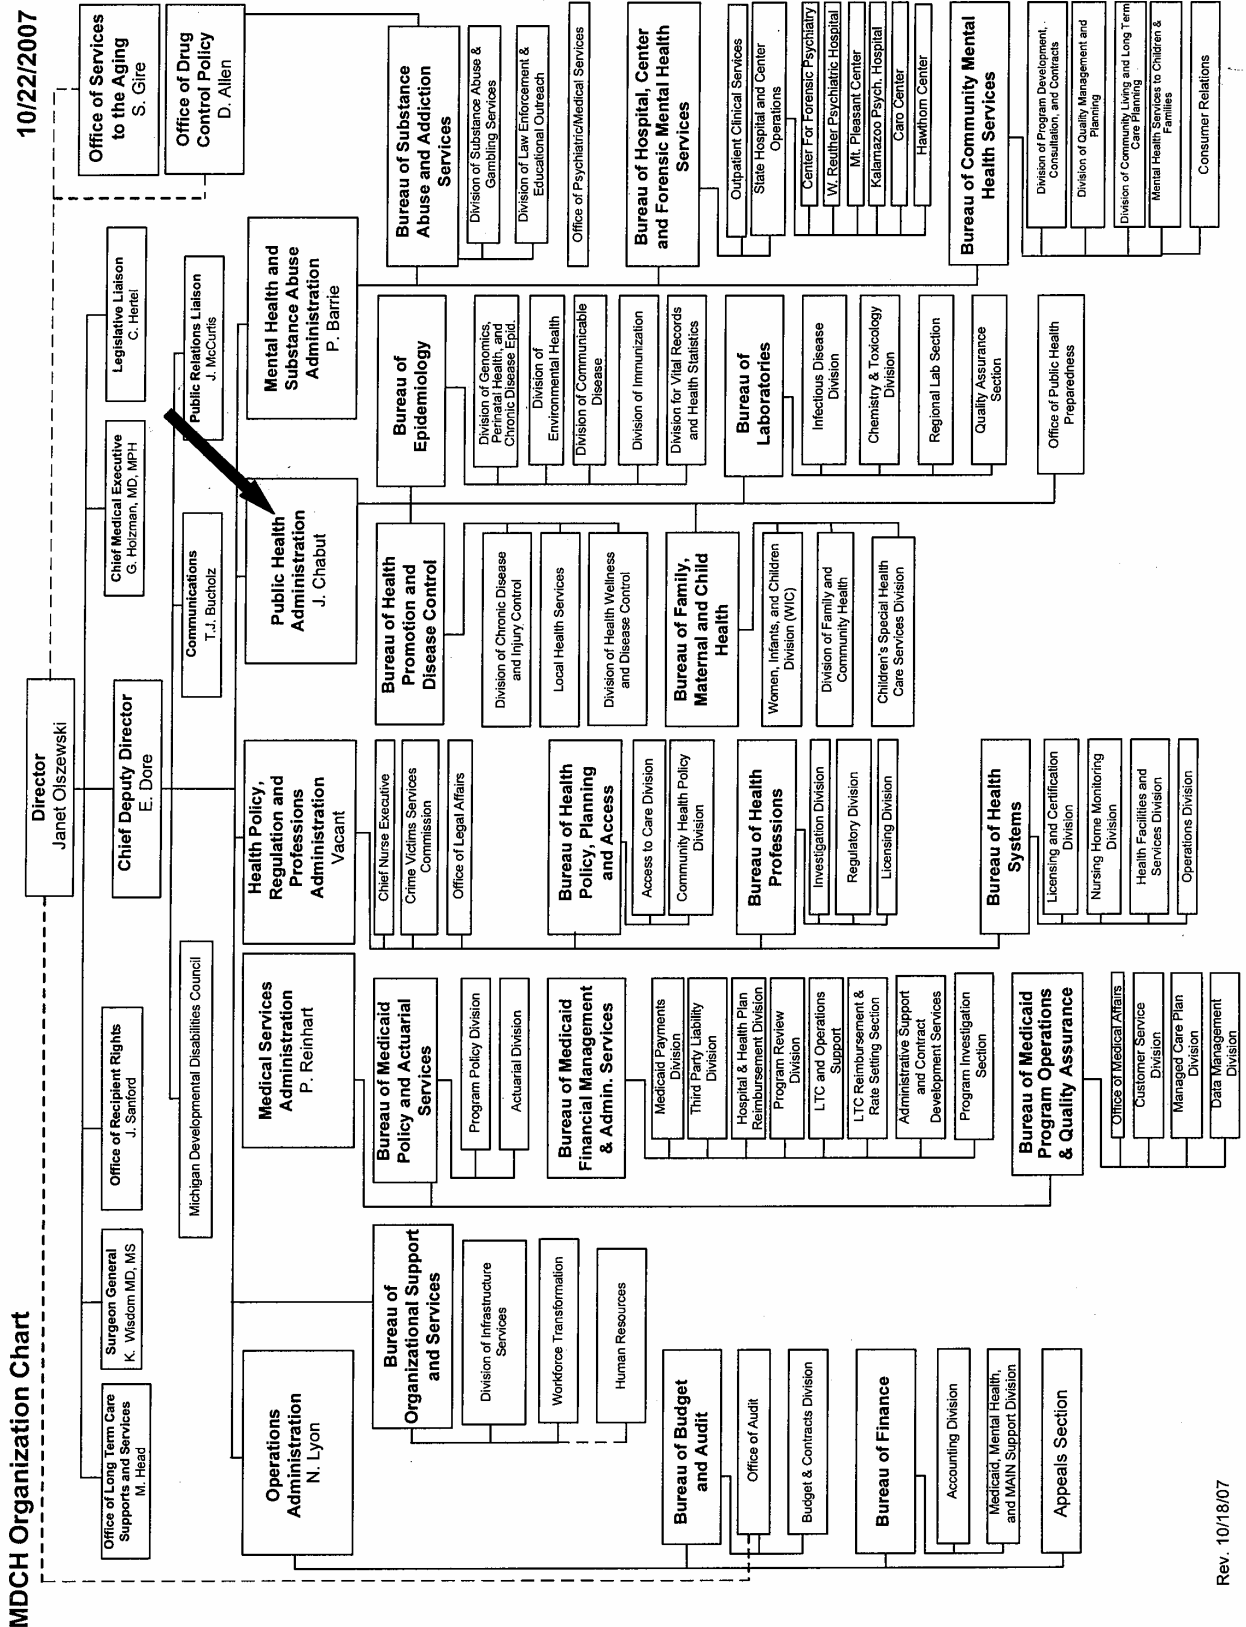 MDCH Organization Chart
10/22/2007
Director
Janet Olszewski
Office of Services
to the Aging
S. Gire
Office of Drug
Control Policy
D. Allen
Chief Deputy Director
E. Dore
Office of Long Term Care
Supports and Services
M. Head
Surgeon General
K. Wisdom MD, MS
Office of Recipient Rights
J. Sanford
Chief Medical Executive
G. Holzman, MD, MPH
Legislative Liaison
C. Hertel
Michigan Developmental Disabilities Council
Communications
T.J. Bucholz
Public Relations Liaison
J. McCurtis
Operations
Administration
N. Lyon
Bureau of
Organizational Support
and Services
Division of Infrastructure
Services
Workforce Transformation
Human Resources
Bureau of Budget
and Audit
Office of Audit
Budget & Contracts Division
Bureau of Finance
Accounting Division
Medicaid, Mental Health,
and MAIN Support Division
Appeals Section
Medical Services
Administration
P. Reinhart
Bureau of Medicaid
Policy and Actuarial
Services
Program Policy Division
Actuarial Division
Bureau of Medicaid
Financial Management
& Admin. Services
Medicaid Payments
Division
Third Party Liability
Division
Hospital & Health Plan
Reimbursement Division
Program Review
Division
LTC and Operations
Support
LTC Reimbursement &
Rate Setting Section
Administrative Support
and Contract
Development Services
Program Investigation
Section
Bureau of Medicaid
Program Operations
& Quality Assurance
Office of Medical Affairs
Customer Service
Division
Managed Care Plan
Division
Data Management
Division
Health Policy,
Regulation and
Professions
Administration
Vacant
Chief Nurse Executive
Crime Victims Services
Commission
Office of Legal Affairs
Bureau of Health
Policy, Planning
and Access
Access to Care Division
Community Health Policy
Division
Bureau of Health
Professions
Investigation Division
Regulatory Division
Licensing Division
Bureau of Health
Systems
Licensing and Certification
Division
Nursing Home Monitoring
Division
Health Facilities and
Services Division
Operations Division
Public Health
Administration
J. Chabut
Bureau of Health
Promotion and
Disease Control
Division of Chronic Disease
and Injury Control
Local Health Services
Division of Health Wellness
and Disease Control
Bureau of Family,
Maternal and Child
Health
Women, Infants, and Children
Division (WIC)
Division of Family and
Community Health
Children's Special Health
Care Services Division
Bureau of
Epidemiology
Division of Genomics,
Perinatal Health, and
Chronic Disease Epid.
Division of
Environmental Health
Division of Communicable
Disease
Division of Immunization
Division for Vital Records
and Health Statistics
Bureau of
Laboratories
Infectious Disease
Division
Chemistry & Toxicology
Division
Regional Lab Section
Quality Assurance
Section
Office of Public Health
Preparedness
Mental Health and
Substance Abuse
Administration
P. Barrie
Bureau of Substance
Abuse and Addiction
Services
Division of Substance Abuse &
Gambling Services
Division of Law Enforcement &
Educational Outreach
Office of Psychiatric/Medical Services
Bureau of Hospital, Center
and Forensic Mental Health
Services
Outpatient Clinical Services
State Hospital and Center
Operations
Center For Forensic Psychiatry
W. Reuther Psychiatric Hospital
Mt. Pleasant Center
Kalamazoo Psych. Hospital
Caro Center
Hawthorn Center
Bureau of Community Mental
Health Services
Division of Program Development,
Consultation, and Contracts
Division of Quality Management and
Planning
Division of Community Living and Long Term
Care Planning
Mental Health Services to Children &
Families
Consumer Relations
Rev. 10/18/07